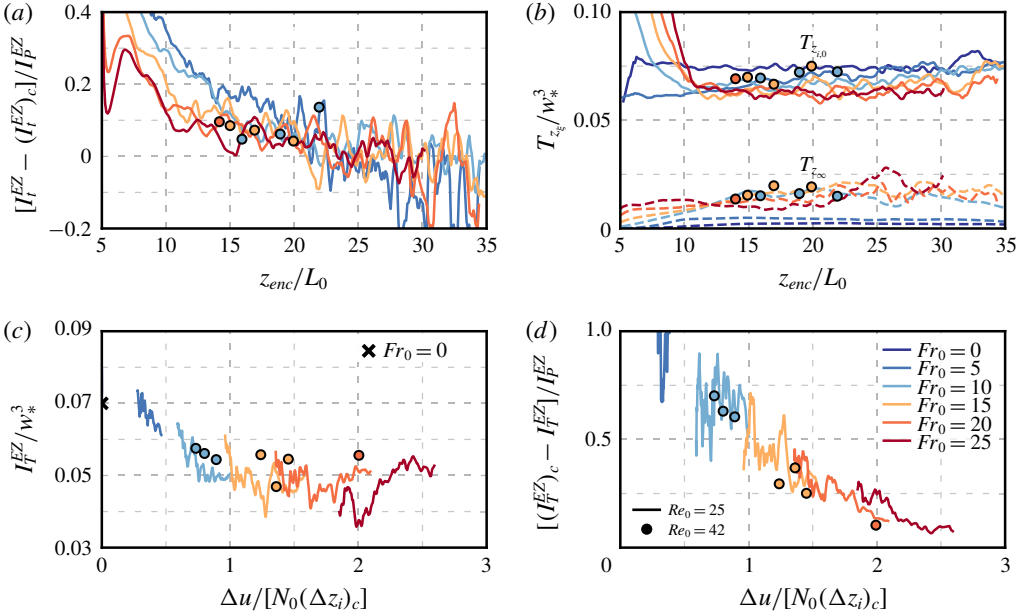 (a)
[I_t^{EZ} − (I_t^{EZ})_c]/I_P^{EZ}
0.4
0.2
0
−0.2
5 10 15 20 25 30 35
z_{enc}/L_0
(b)
T_{z_ξ}/w_*^3
0.10
0.05
0
T_{z_{i,0}}
T_{z_∞}
5 10 15 20 25 30 35
z_{enc}/L_0
(c)
I_T^{EZ}/w_*^3
0.09
0.07
0.05
0.03
Fr_0 = 0
0 1 2 3
Δu/[N_0(Δz_i)_c]
(d)
[(I_T^{EZ})_c − I_T^{EZ}]/I_P^{EZ}
1.0
0.5
0
Fr_0 = 0
Fr_0 = 5
Fr_0 = 10
Fr_0 = 15
Fr_0 = 20
Fr_0 = 25
Re_0 = 25
Re_0 = 42
0 1 2 3
Δu/[N_0(Δz_i)_c]